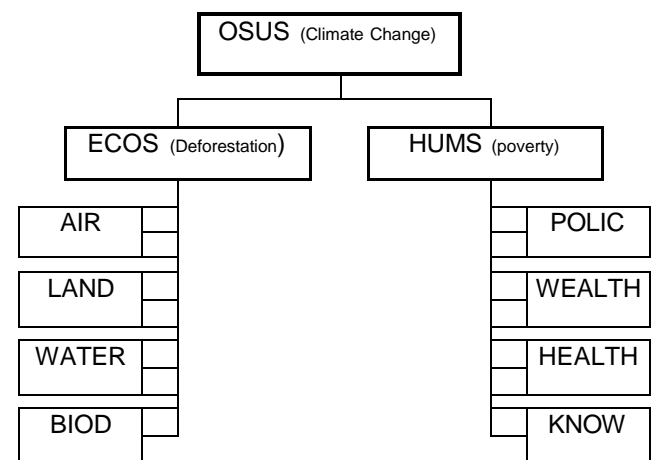 OSUS (Climate Change)
ECOS (Deforestation)
HUMS (poverty)
AIR
POLIC
LAND
WEALTH
WATER
HEALTH
BIOD
KNOW